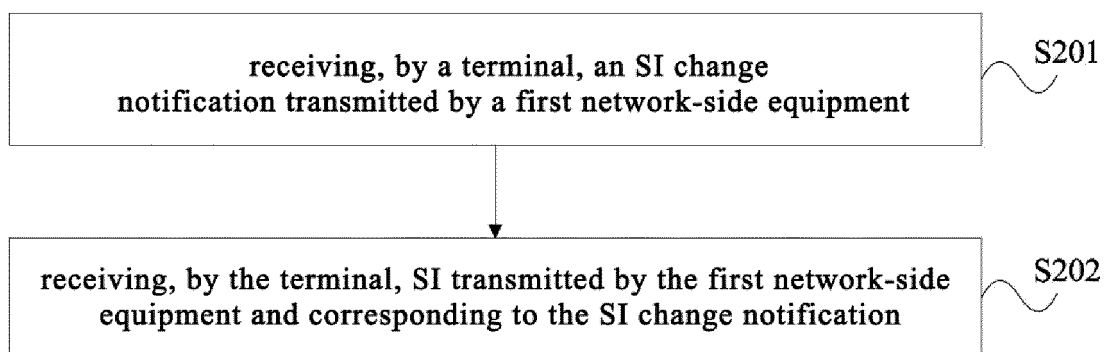 receiving, by a terminal, an SI change
notification transmitted by a first network-side equipment
S201
receiving, by the terminal, SI transmitted by the first network-side
equipment and corresponding to the SI change notification
S202